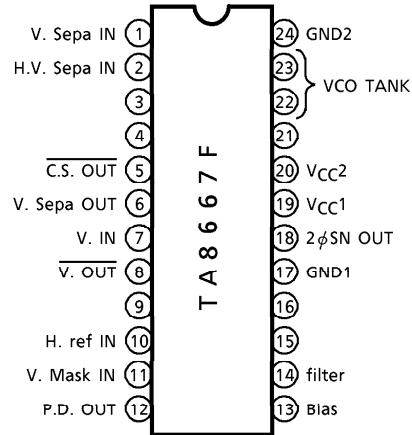 V. Sepa IN 1 24 GND2
H.V. Sepa IN 2 23
3 22 VCO TANK
4 21
C.S. OUT 5 20 VCC2
V. Sepa OUT 6 19 VCC1
V. IN 7 18 2ϕSN OUT
V. OUT 8 17 GND1
9 16
H. ref IN 10 15
V. Mask IN 11 14 filter
P.D. OUT 12 13 Bias
TA8667F